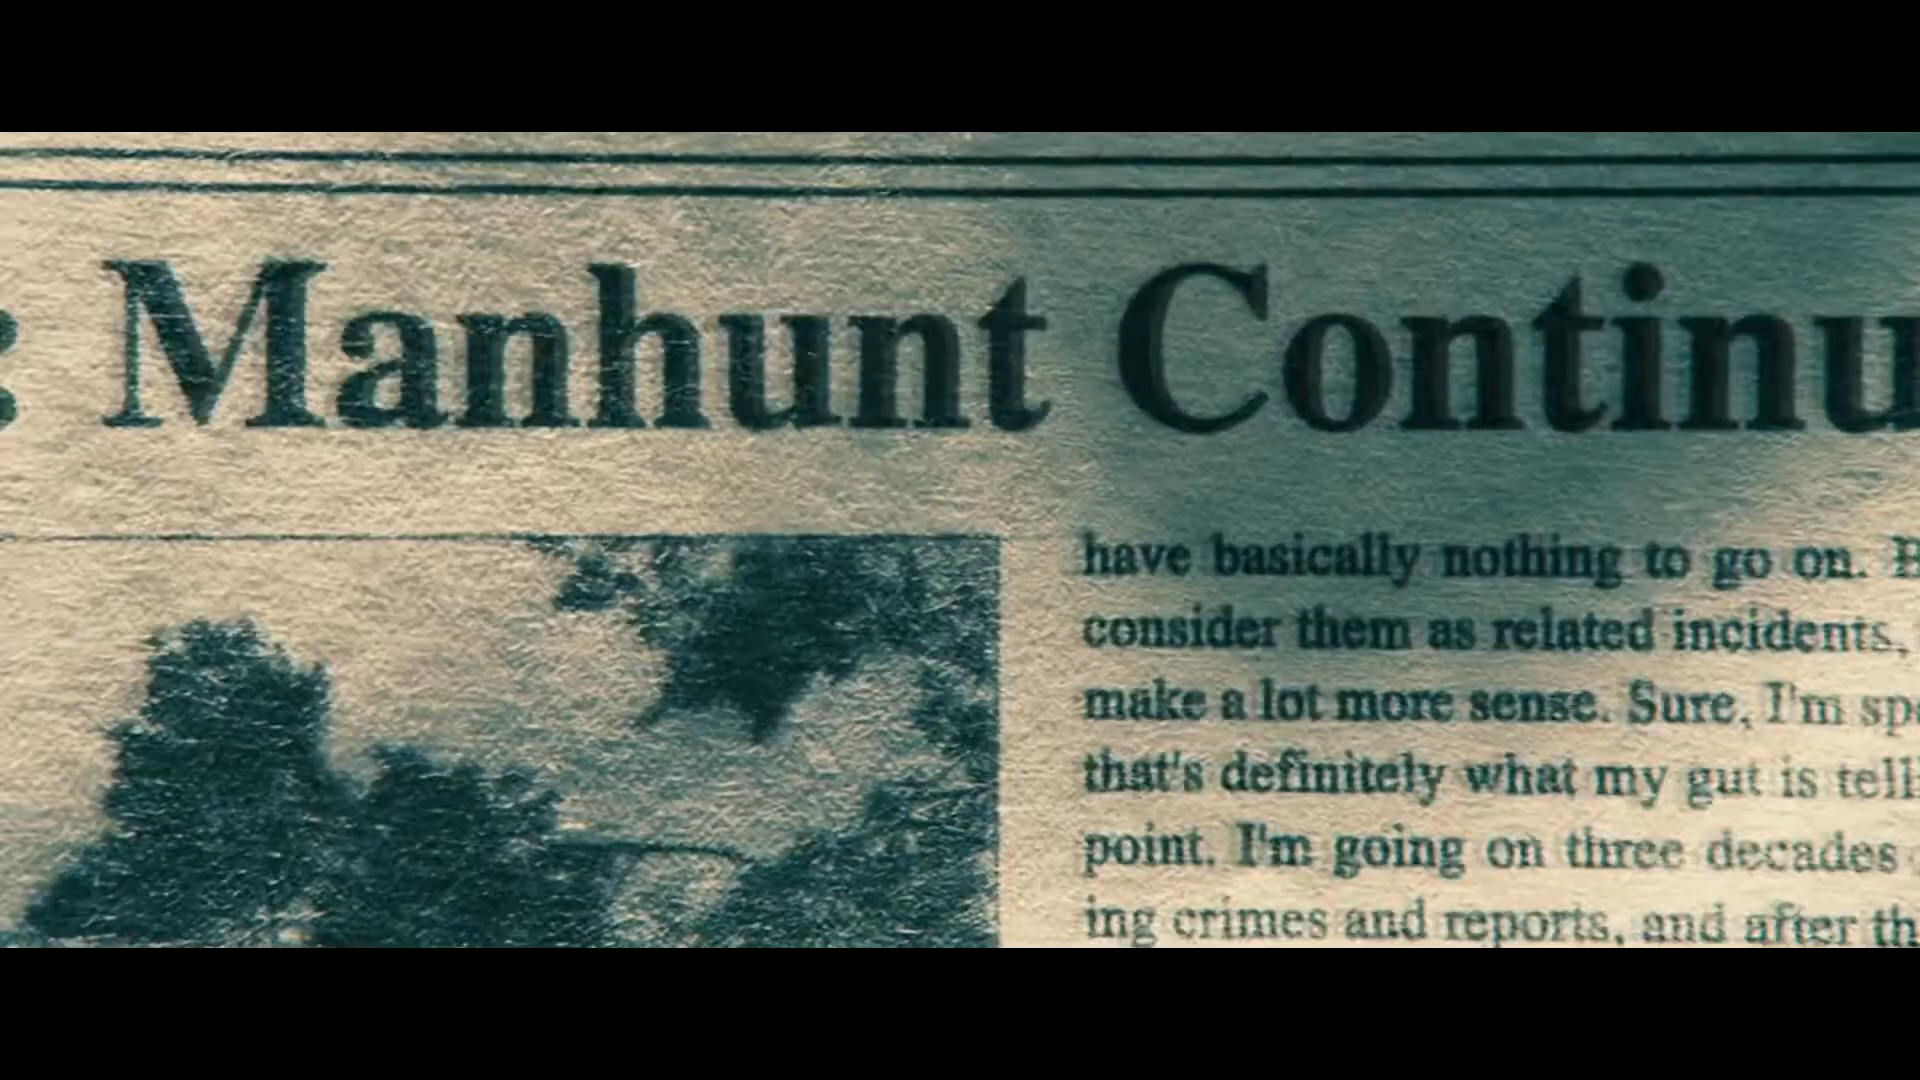 : Manhunt Continu
have basically nothing to go on. B
consider them as related incidents,
make a lot more sense. Sure, I'm sp
that's definitely what my gut is tell
point. I'm going on three decades
ing crimes and reports, and after th